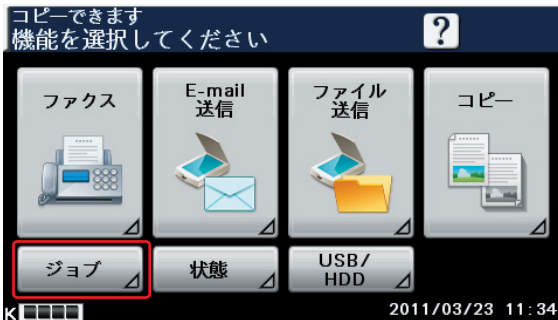 コピーできます
機能を選択してください
?
ファクス
E-mail
送信
ファイル
送信
コピー
ジョブ
状態
USB/
HDD
K
2011/03/23 11:34